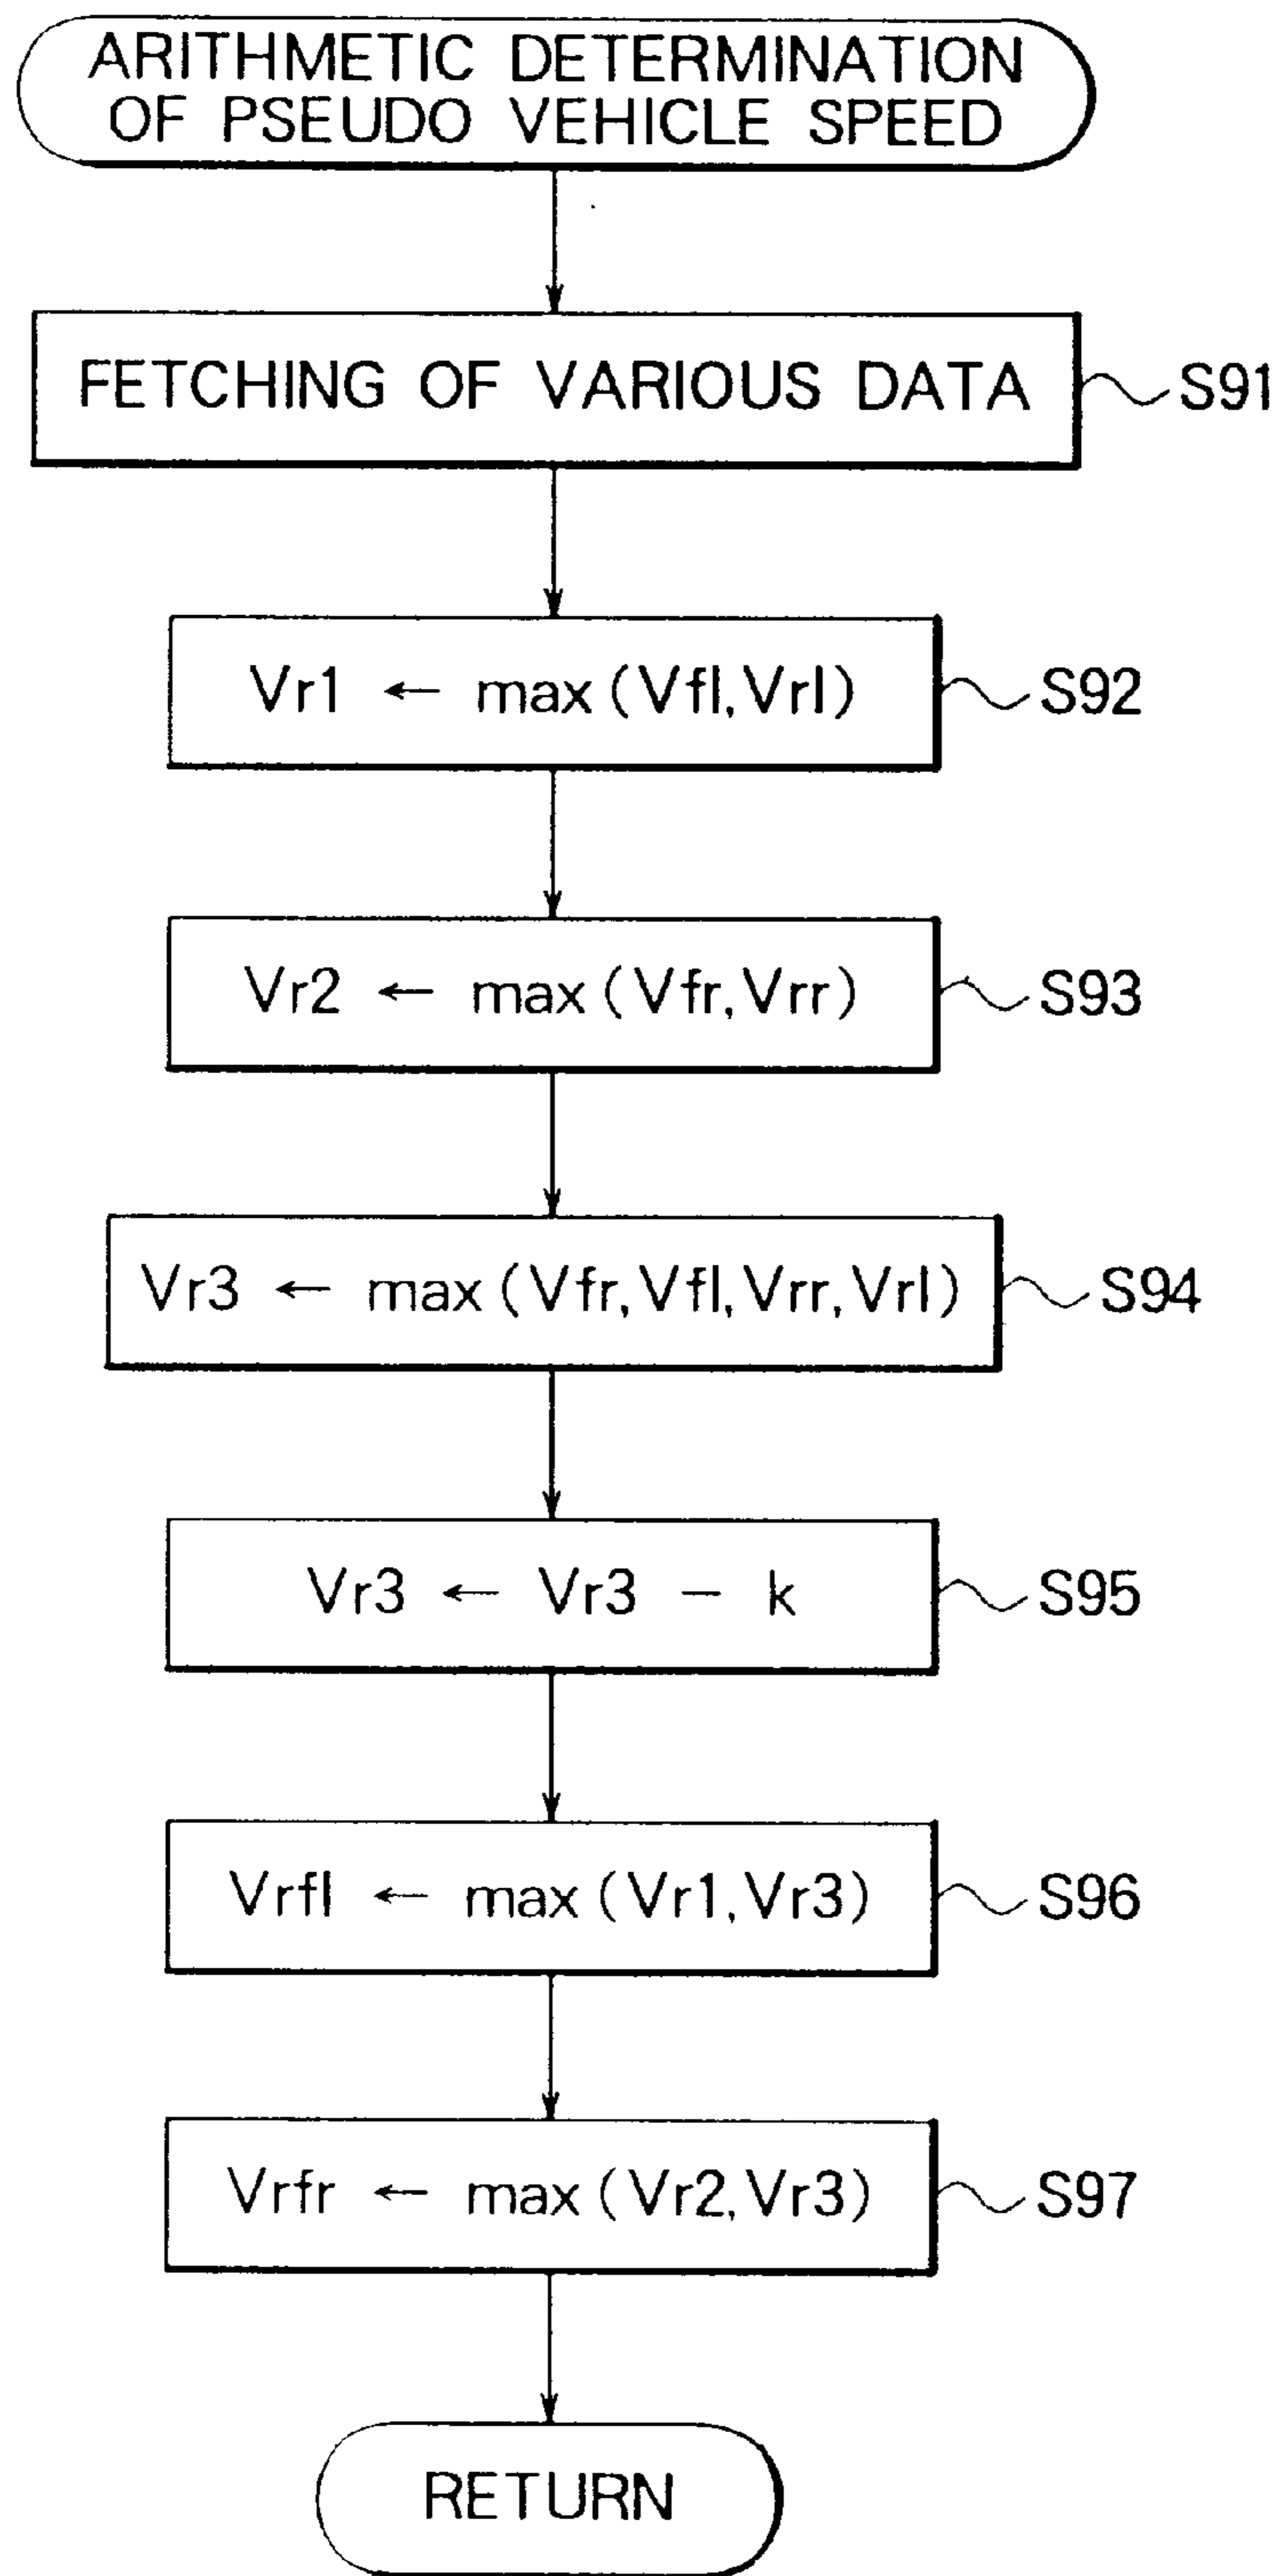 ARITHMETIC DETERMINATION
OF PSEUDO VEHICLE SPEED
FETCHING OF VARIOUS DATA
S91
Vr1 ← max (Vfl, Vrl)
S92
Vr2 ← max (Vfr, Vrr)
S93
Vr3 ← max (Vfr, Vfl, Vrr, Vrl)
S94
Vr3 ← Vr3 − k
S95
Vrfl ← max (Vr1, Vr3)
S96
Vrfr ← max (Vr2, Vr3)
S97
RETURN